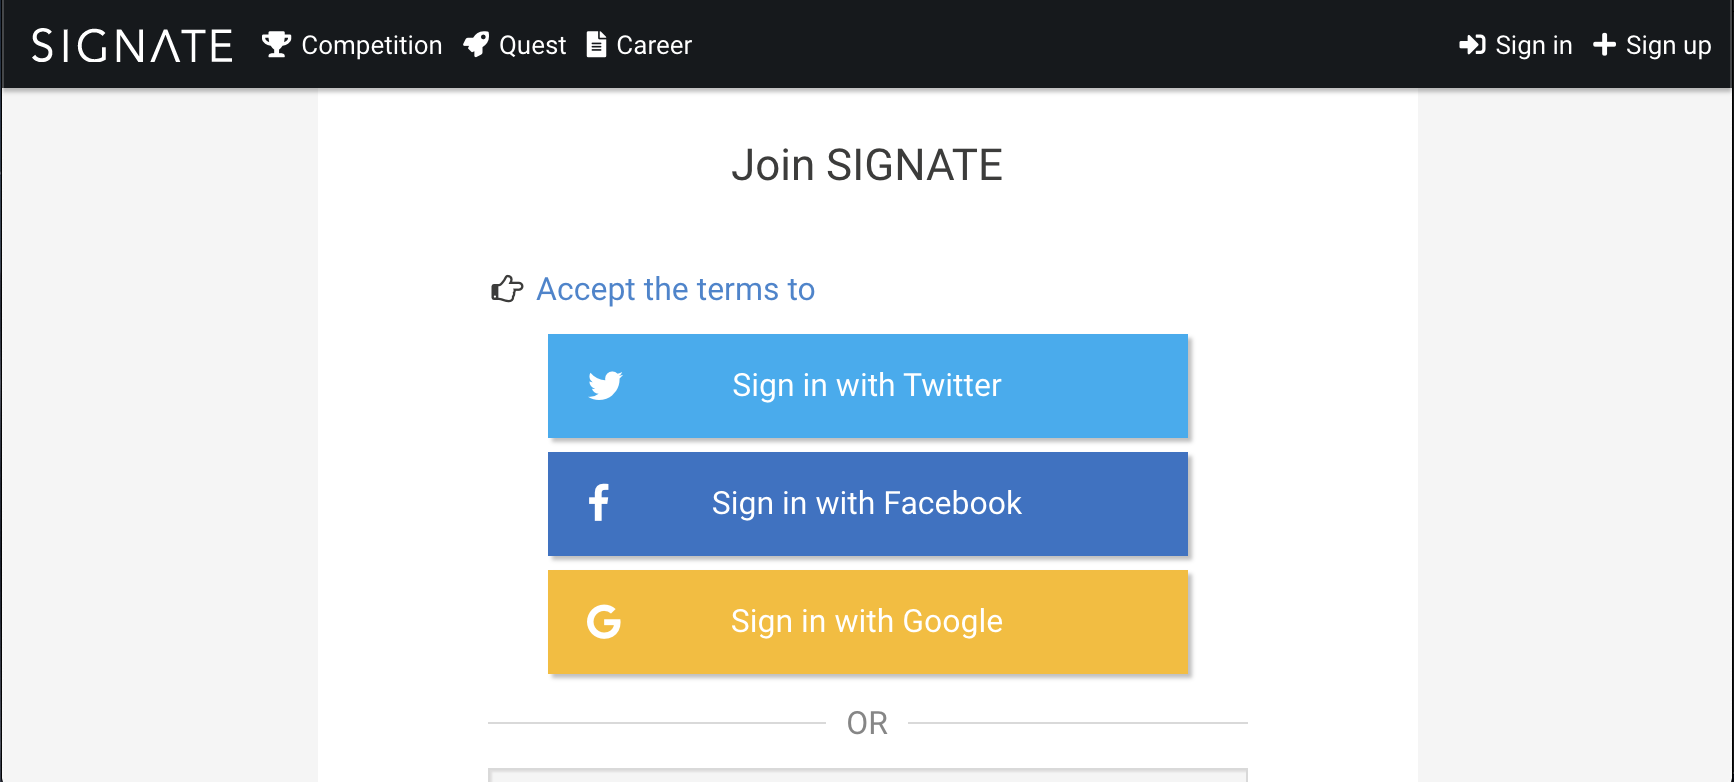 SIGNATE Competition Quest Career Sign in Sign up
Join SIGNATE
Accept the terms to
Sign in with Twitter
Sign in with Facebook
Sign in with Google
OR